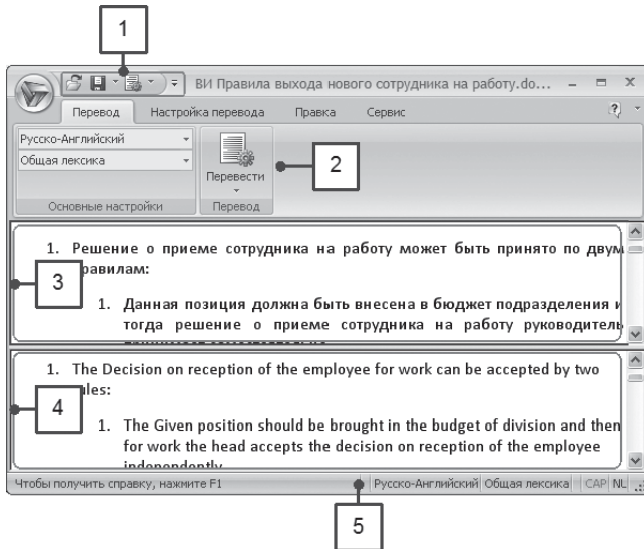 1
ВИ Правила выхода нового сотрудника на работу.do...
Перевод Настройка перевода Правка Сервис
Русско-Английский
Общая лексика
Перевести
2
Основные настройки Перевод
1. Решение о приеме сотрудника на работу может быть принято по двум
правилам:
3
1. Данная позиция должна быть внесена в бюджет подразделения и
тогда решение о приеме сотрудника на работу руководитель
1. The Decision on reception of the employee for work can be accepted by two
rules:
4
1. The Given position should be brought in the budget of division and then
for work the head accepts the decision on reception of the employee
independently
Чтобы получить справку, нажмите F1 Русско-Английский Общая лексика CAP NL
5